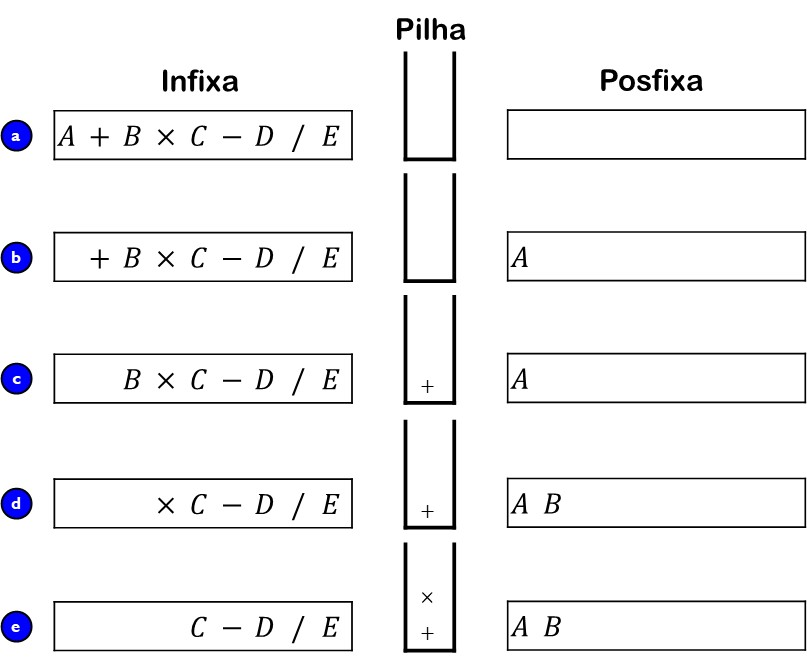 Pilha
Infixa Posfixa
a A + B × C − D / E
b + B × C − D / E A
c B × C − D / E + A
d × C − D / E + A B
×
e C − D / E + A B